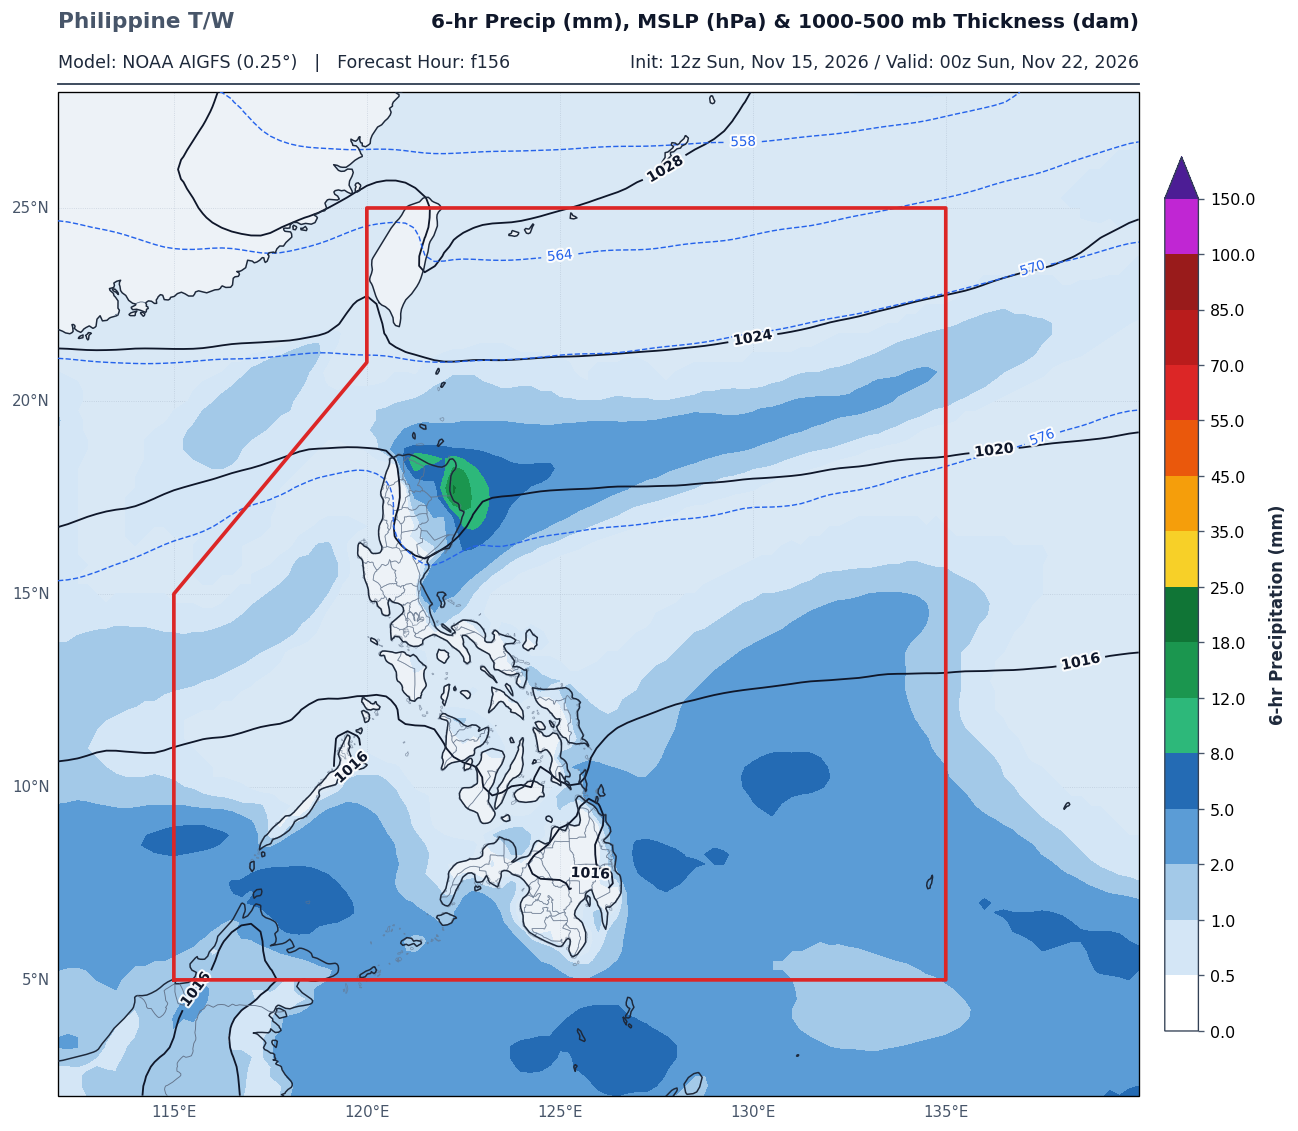 Philippine T/W
6-hr Precip (mm), MSLP (hPa) & 1000-500 mb Thickness (dam)
Model: NOAA AIGFS (0.25°) | Forecast Hour: f156
Init: 12z Sun, Nov 15, 2026 / Valid: 00z Sun, Nov 22, 2026
558
1028
25°N
564
570
1024
20°N
576
1020
15°N
1016
10°N
1016
1016
5°N
1016
115°E
120°E
125°E
130°E
135°E
150.0
100.0
85.0
70.0
55.0
45.0
35.0
25.0
18.0
12.0
8.0
5.0
2.0
1.0
0.5
0.0
6-hr Precipitation (mm)